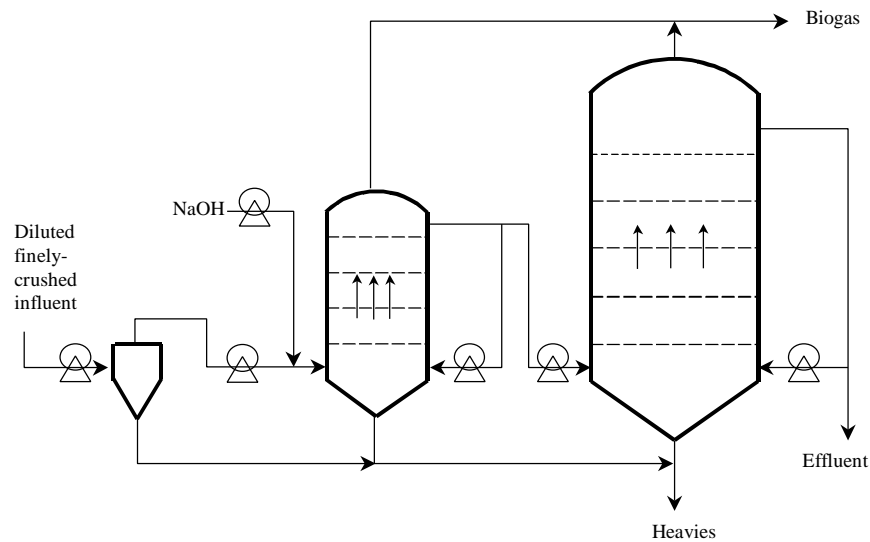 Biogas
NaOH
Diluted
finely-
crushed
influent
Effluent
Heavies